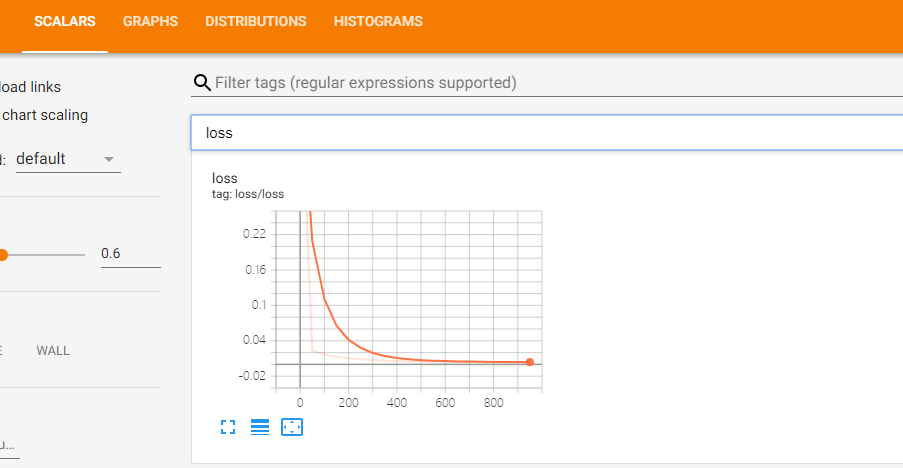 SCALARS GRAPHS DISTRIBUTIONS HISTOGRAMS
load links
chart scaling
d: default
0.6
E WALL
u...
Filter tags (regular expressions supported)
loss
loss
tag: loss/loss
0.22
0.16
0.1
0.04
-0.02
0 200 400 600 800